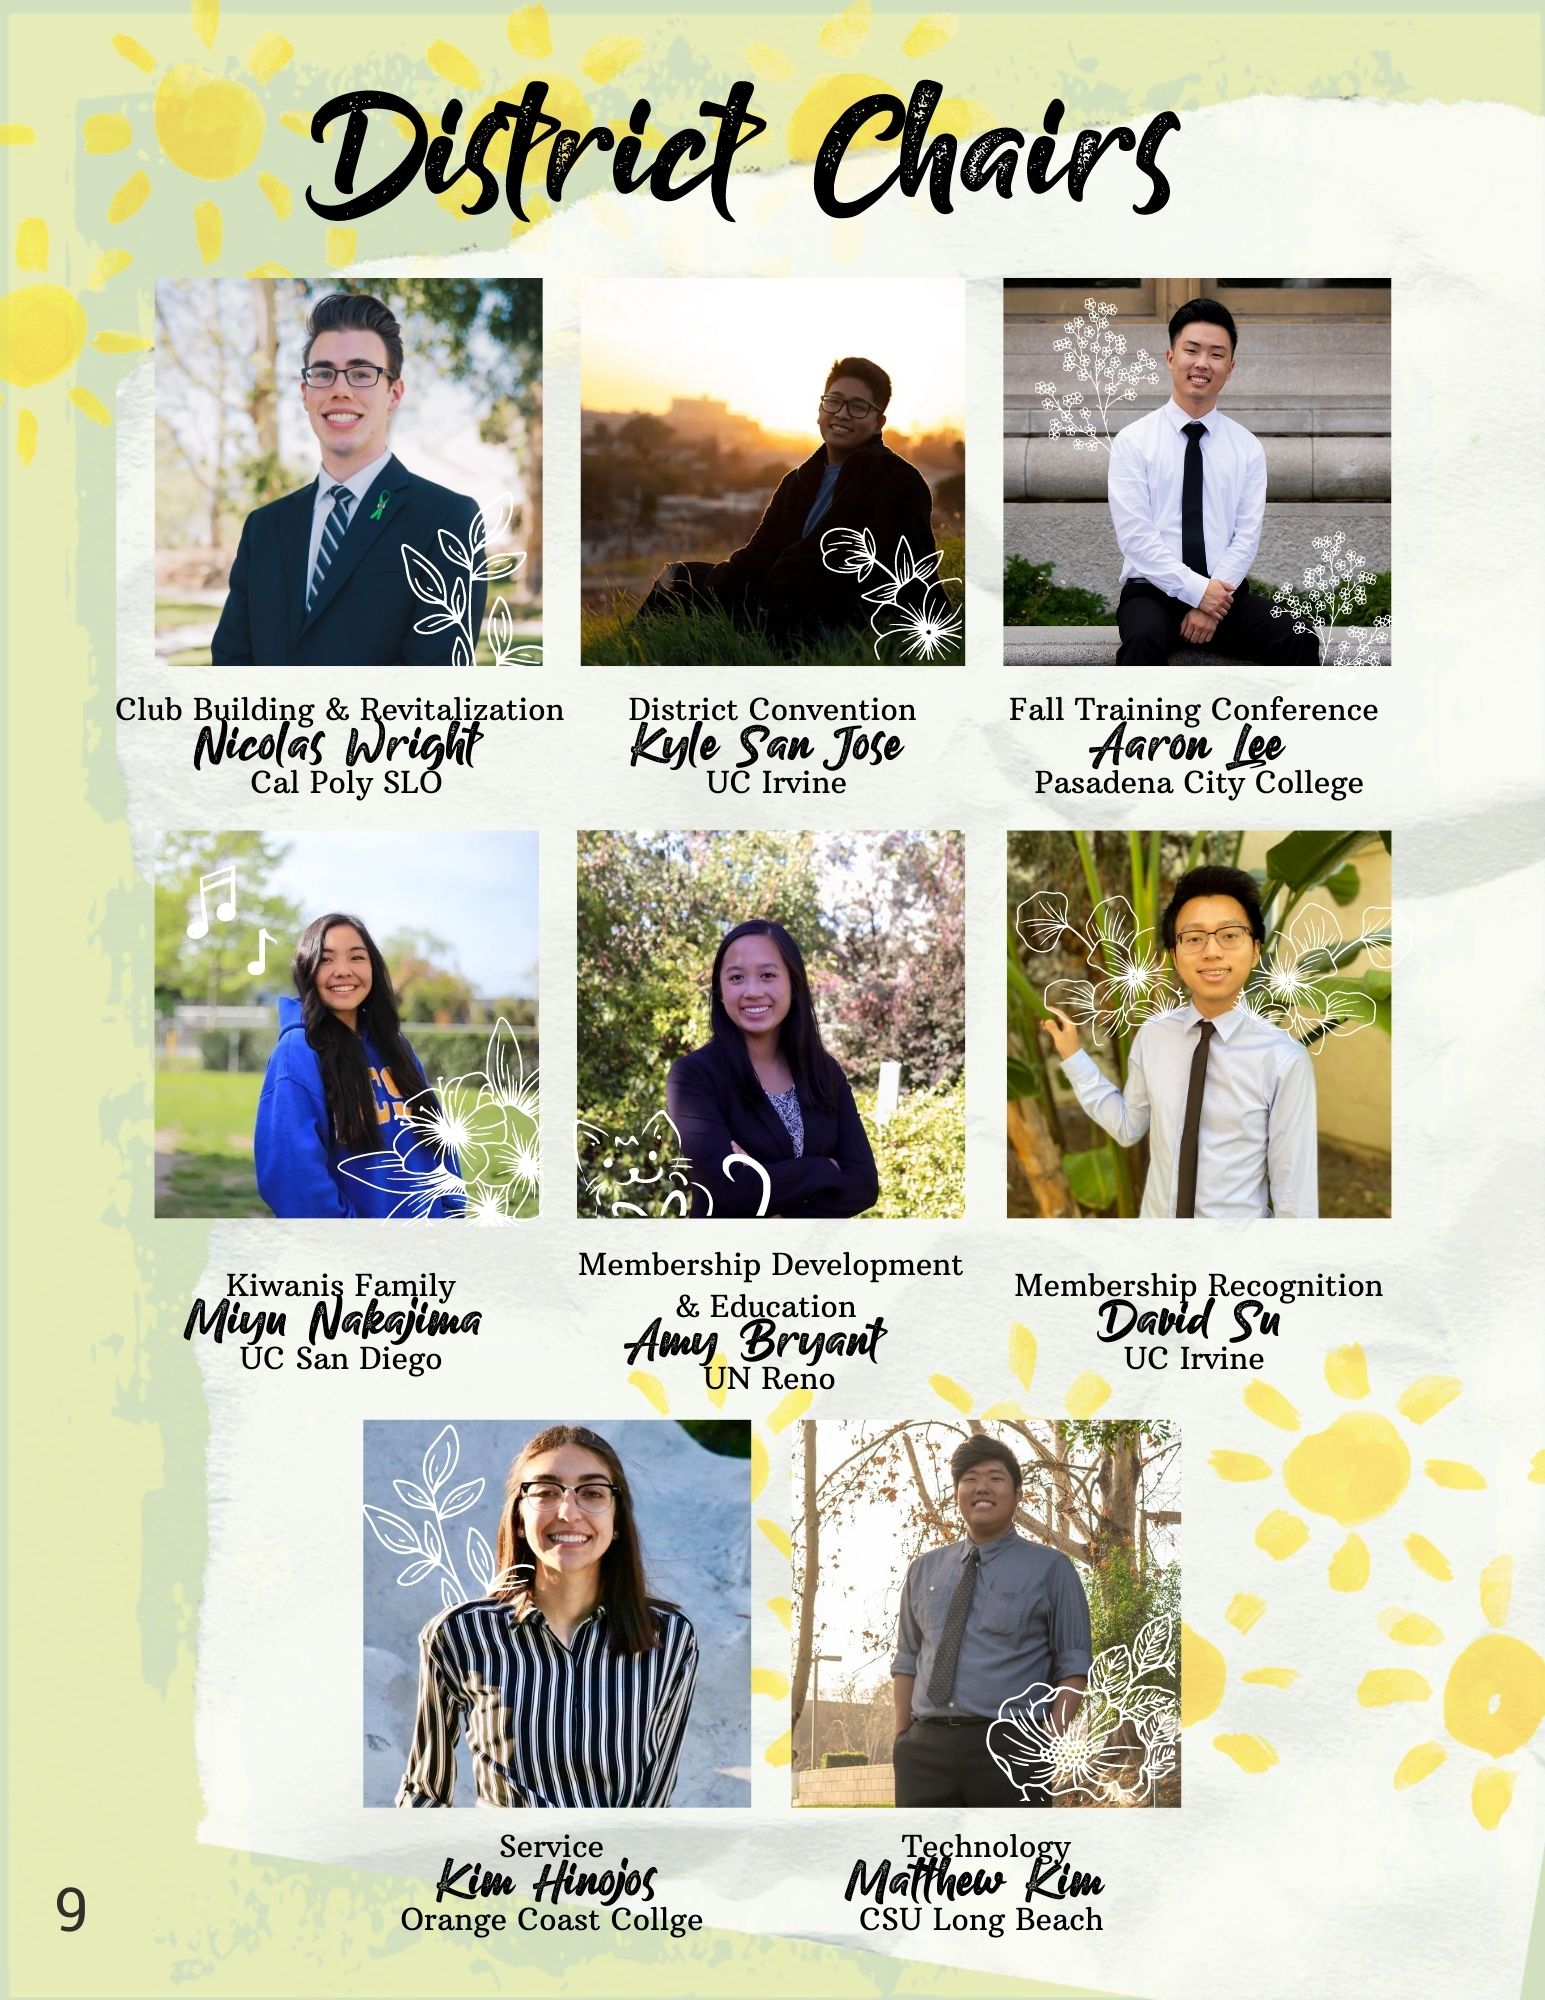 District Chairs
Club Building & Revitalization
Nicolas Wright
Cal Poly SLO
District Convention
Kyle San Jose
UC Irvine
Fall Training Conference
Aaron Lee
Pasadena City College
Kiwanis Family
Miyu Nakajima
UC San Diego
Membership Development
& Education
Amy Bryant
UN Reno
Membership Recognition
David Su
UC Irvine
Service
Kim Hinojos
Orange Coast Collge
Technology
Matthew Kim
CSU Long Beach
9